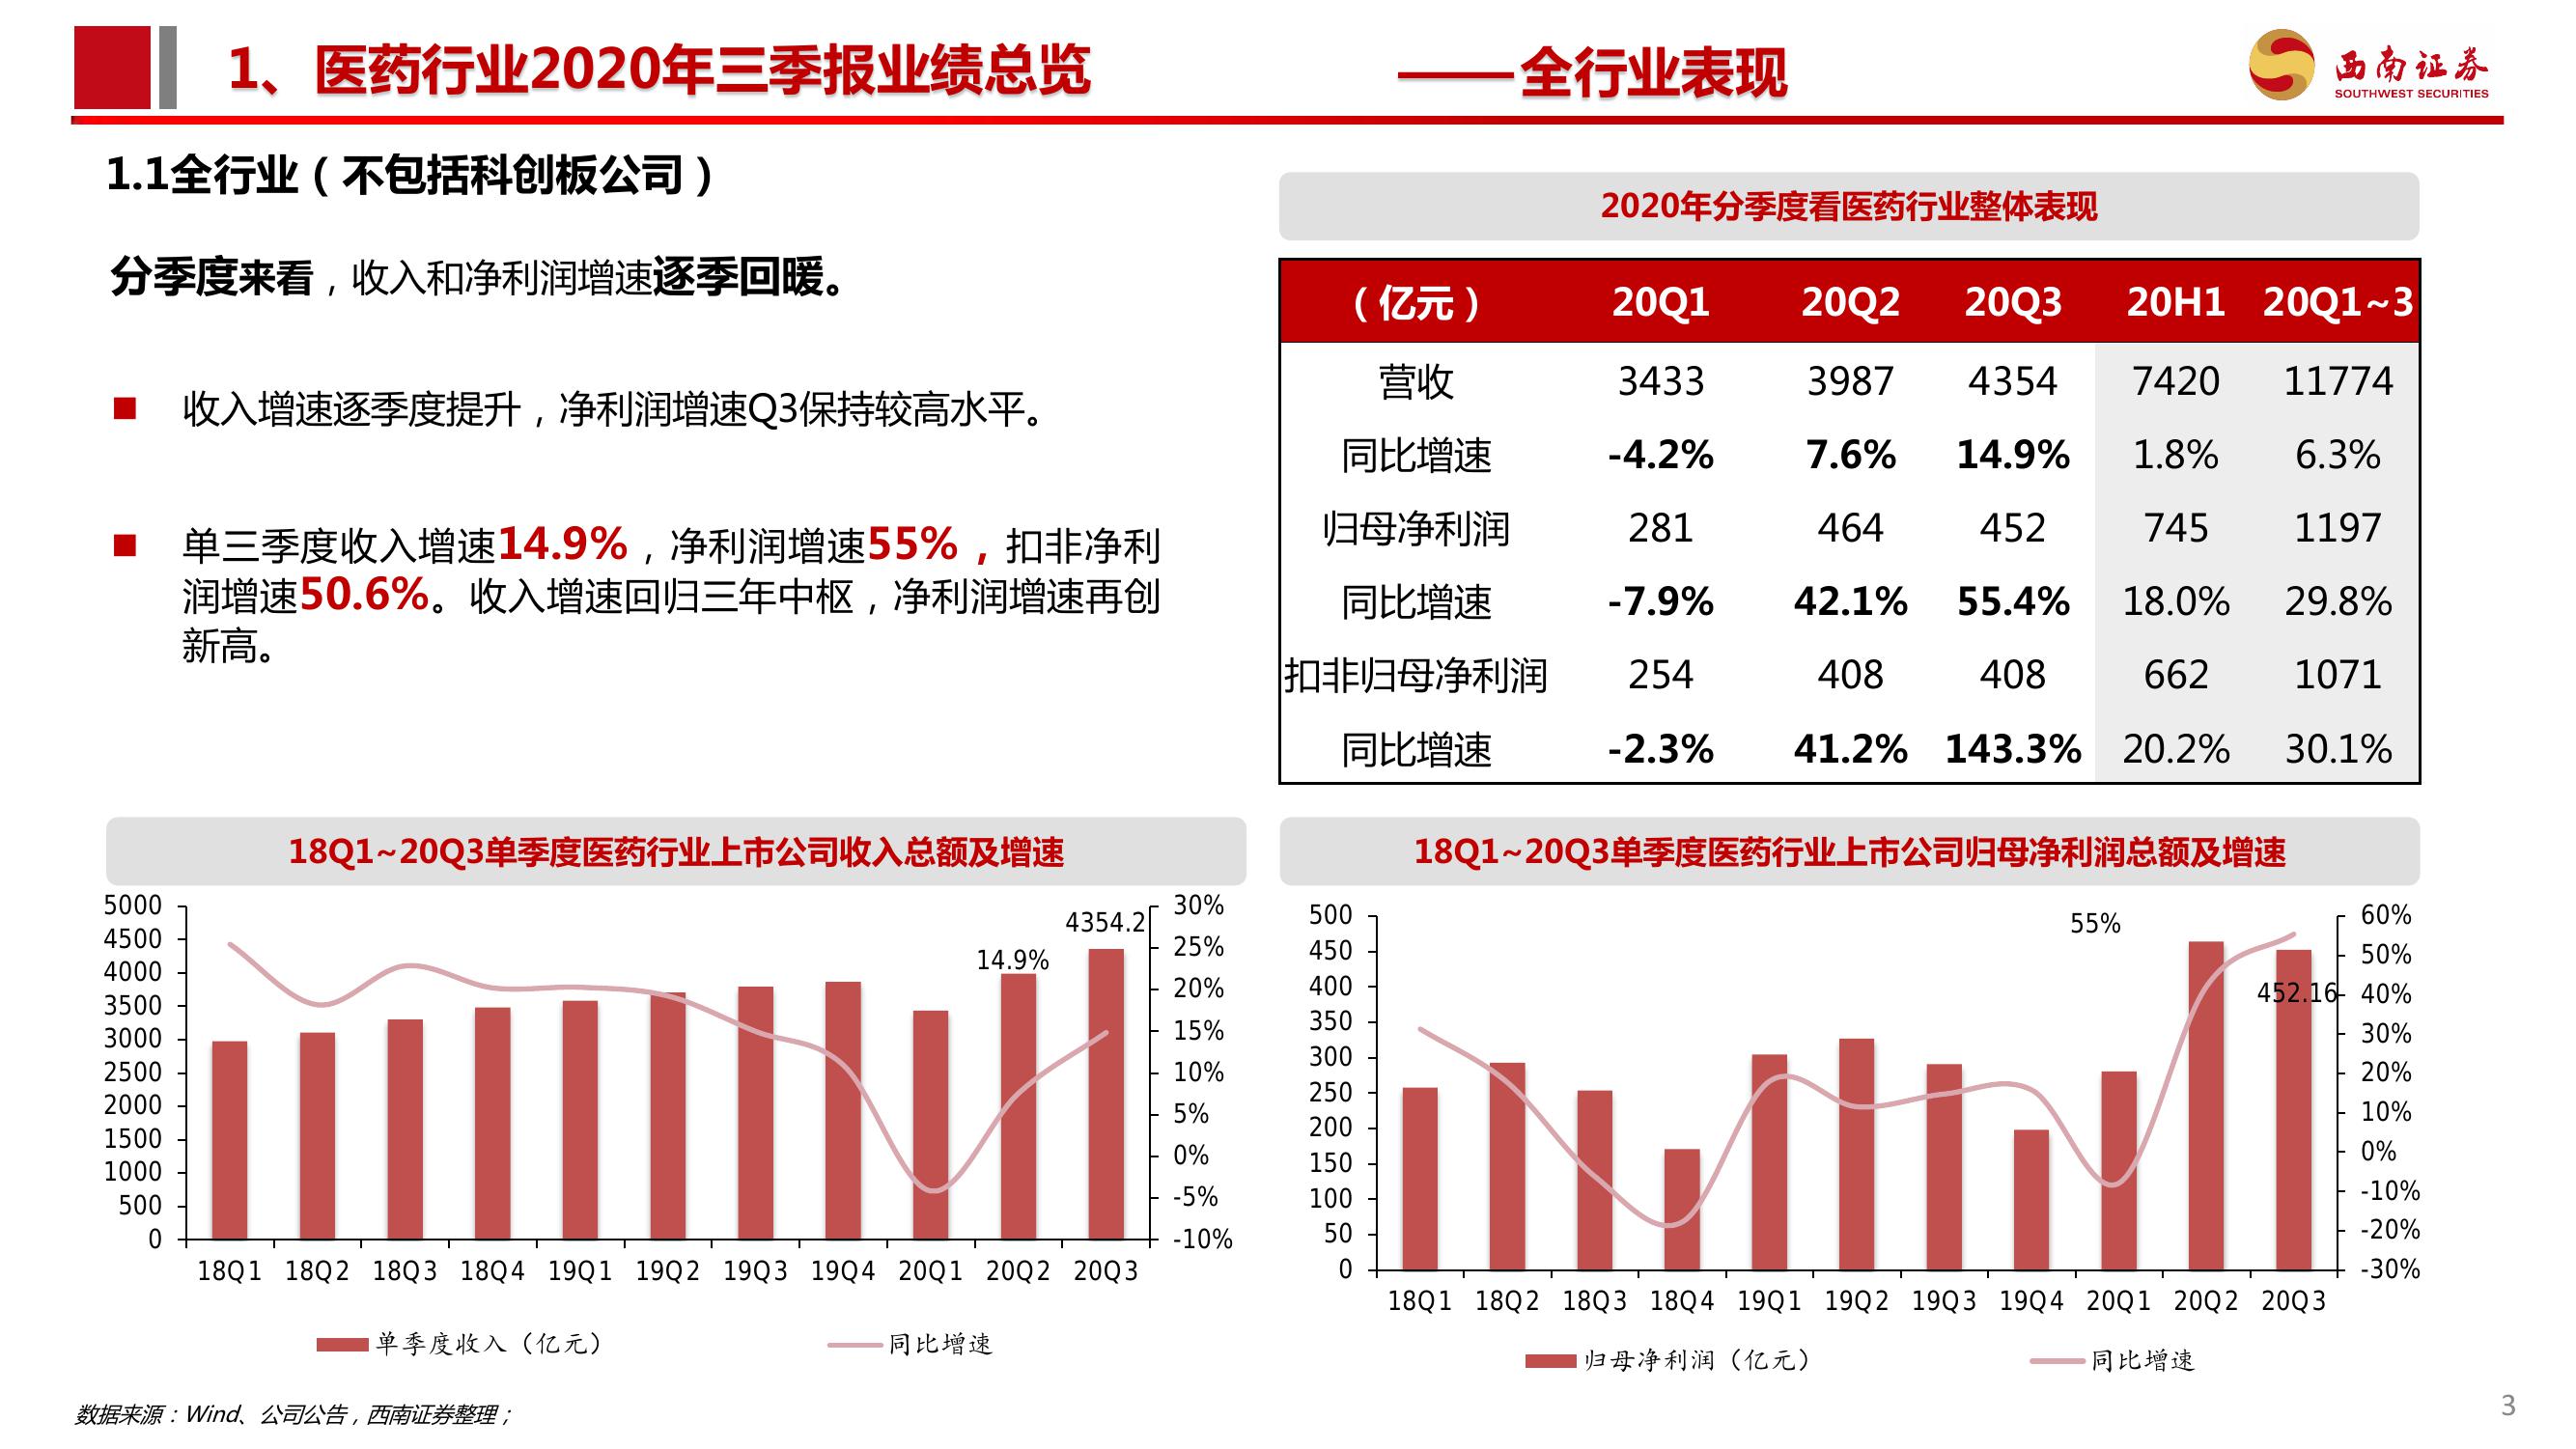 1、医药行业2020年三季报业绩总览 ——全行业表现
西南证券
SOUTHWEST SECURITIES
1.1全行业（不包括科创板公司）
分季度来看，收入和净利润增速逐季回暖。
收入增速逐季度提升，净利润增速Q3保持较高水平。
单三季度收入增速14.9%，净利润增速55%，扣非净利
润增速50.6%。收入增速回归三年中枢，净利润增速再创
新高。
2020年分季度看医药行业整体表现
（亿元） 20Q1 20Q2 20Q3 20H1 20Q1~3
营收 3433 3987 4354 7420 11774
同比增速 -4.2% 7.6% 14.9% 1.8% 6.3%
归母净利润 281 464 452 745 1197
同比增速 -7.9% 42.1% 55.4% 18.0% 29.8%
扣非归母净利润 254 408 408 662 1071
同比增速 -2.3% 41.2% 143.3% 20.2% 30.1%
18Q1~20Q3单季度医药行业上市公司收入总额及增速
5000
4500
4000
3500
3000
2500
2000
1500
1000
500
0
14.9%
4354.2
30%
25%
20%
15%
10%
5%
0%
-5%
-10%
18Q1 18Q2 18Q3 18Q4 19Q1 19Q2 19Q3 19Q4 20Q1 20Q2 20Q3
单季度收入（亿元） 同比增速
18Q1~20Q3单季度医药行业上市公司归母净利润总额及增速
500
450
400
350
300
250
200
150
100
50
0
55%
452.16
60%
50%
40%
30%
20%
10%
0%
-10%
-20%
-30%
18Q1 18Q2 18Q3 18Q4 19Q1 19Q2 19Q3 19Q4 20Q1 20Q2 20Q3
归母净利润（亿元） 同比增速
数据来源：Wind、公司公告，西南证券整理；
3